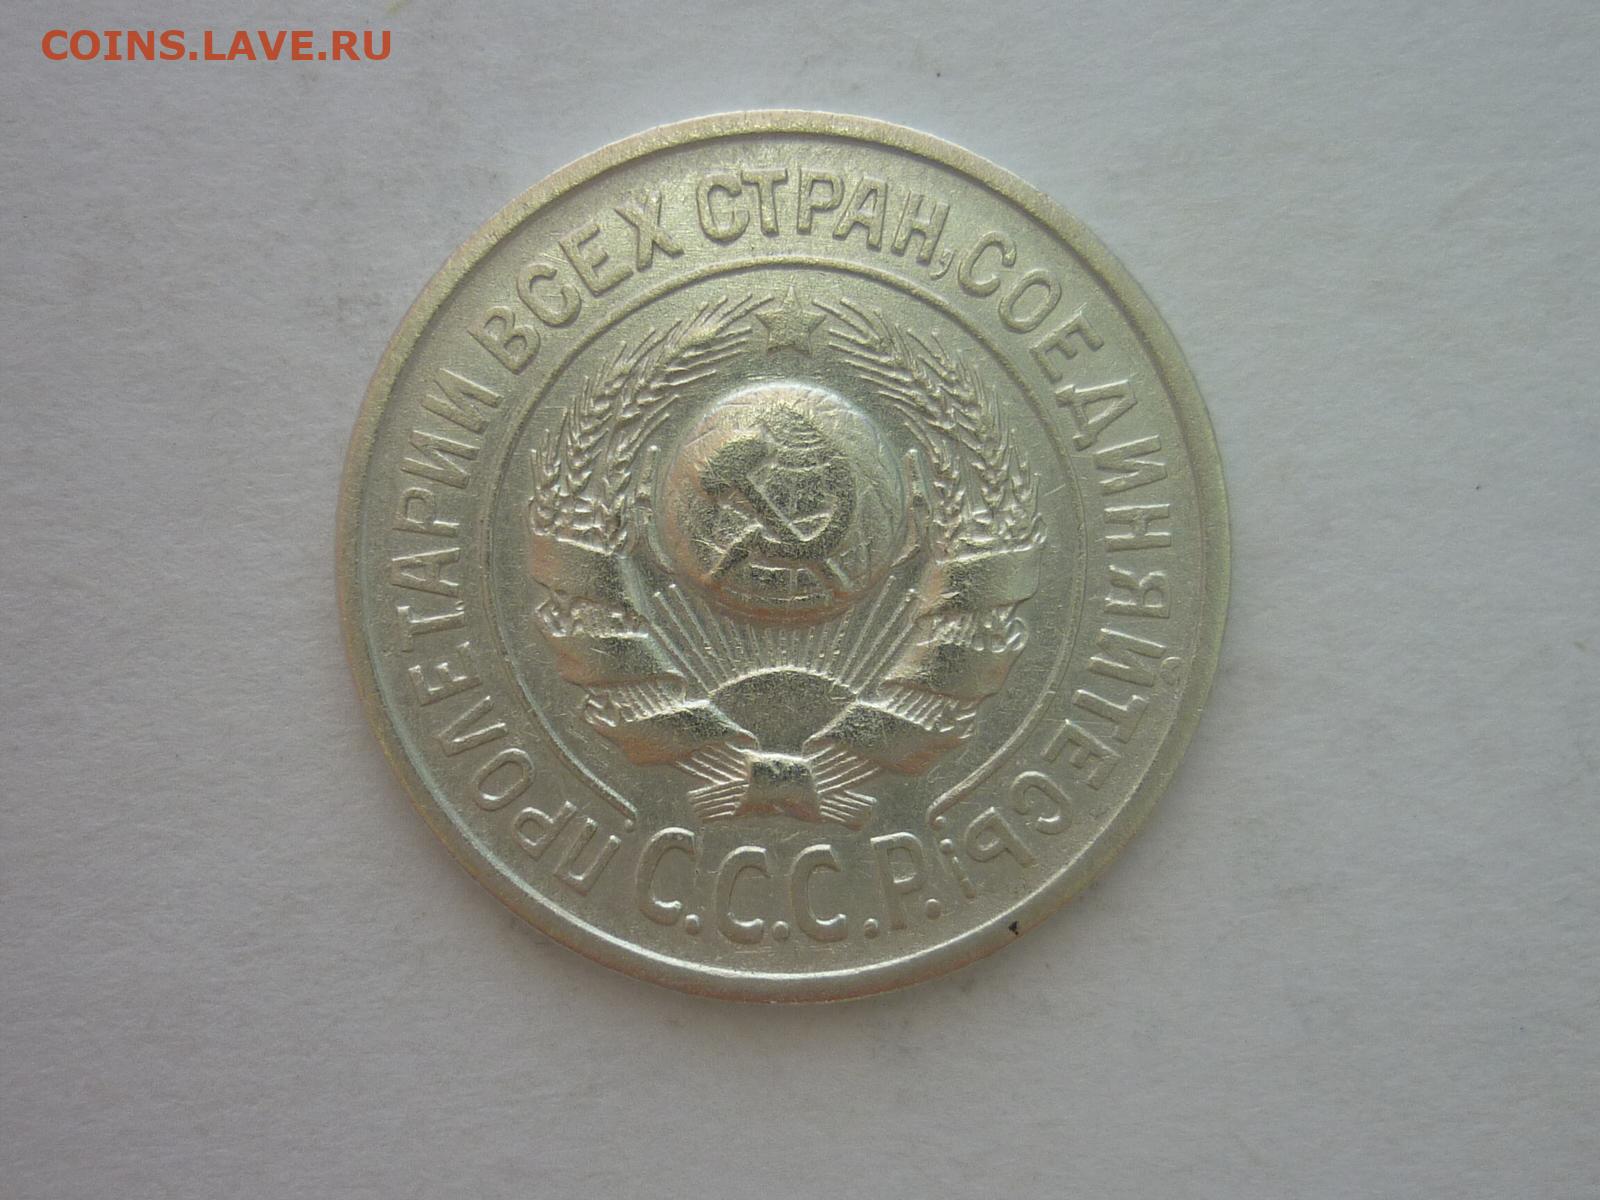 COINS.LAVE.RU
ПРОЛЕТАРИИ ВСЕХ СТРАН, СОЕДИНЯЙТЕСЬ!
С.С.С.Р.